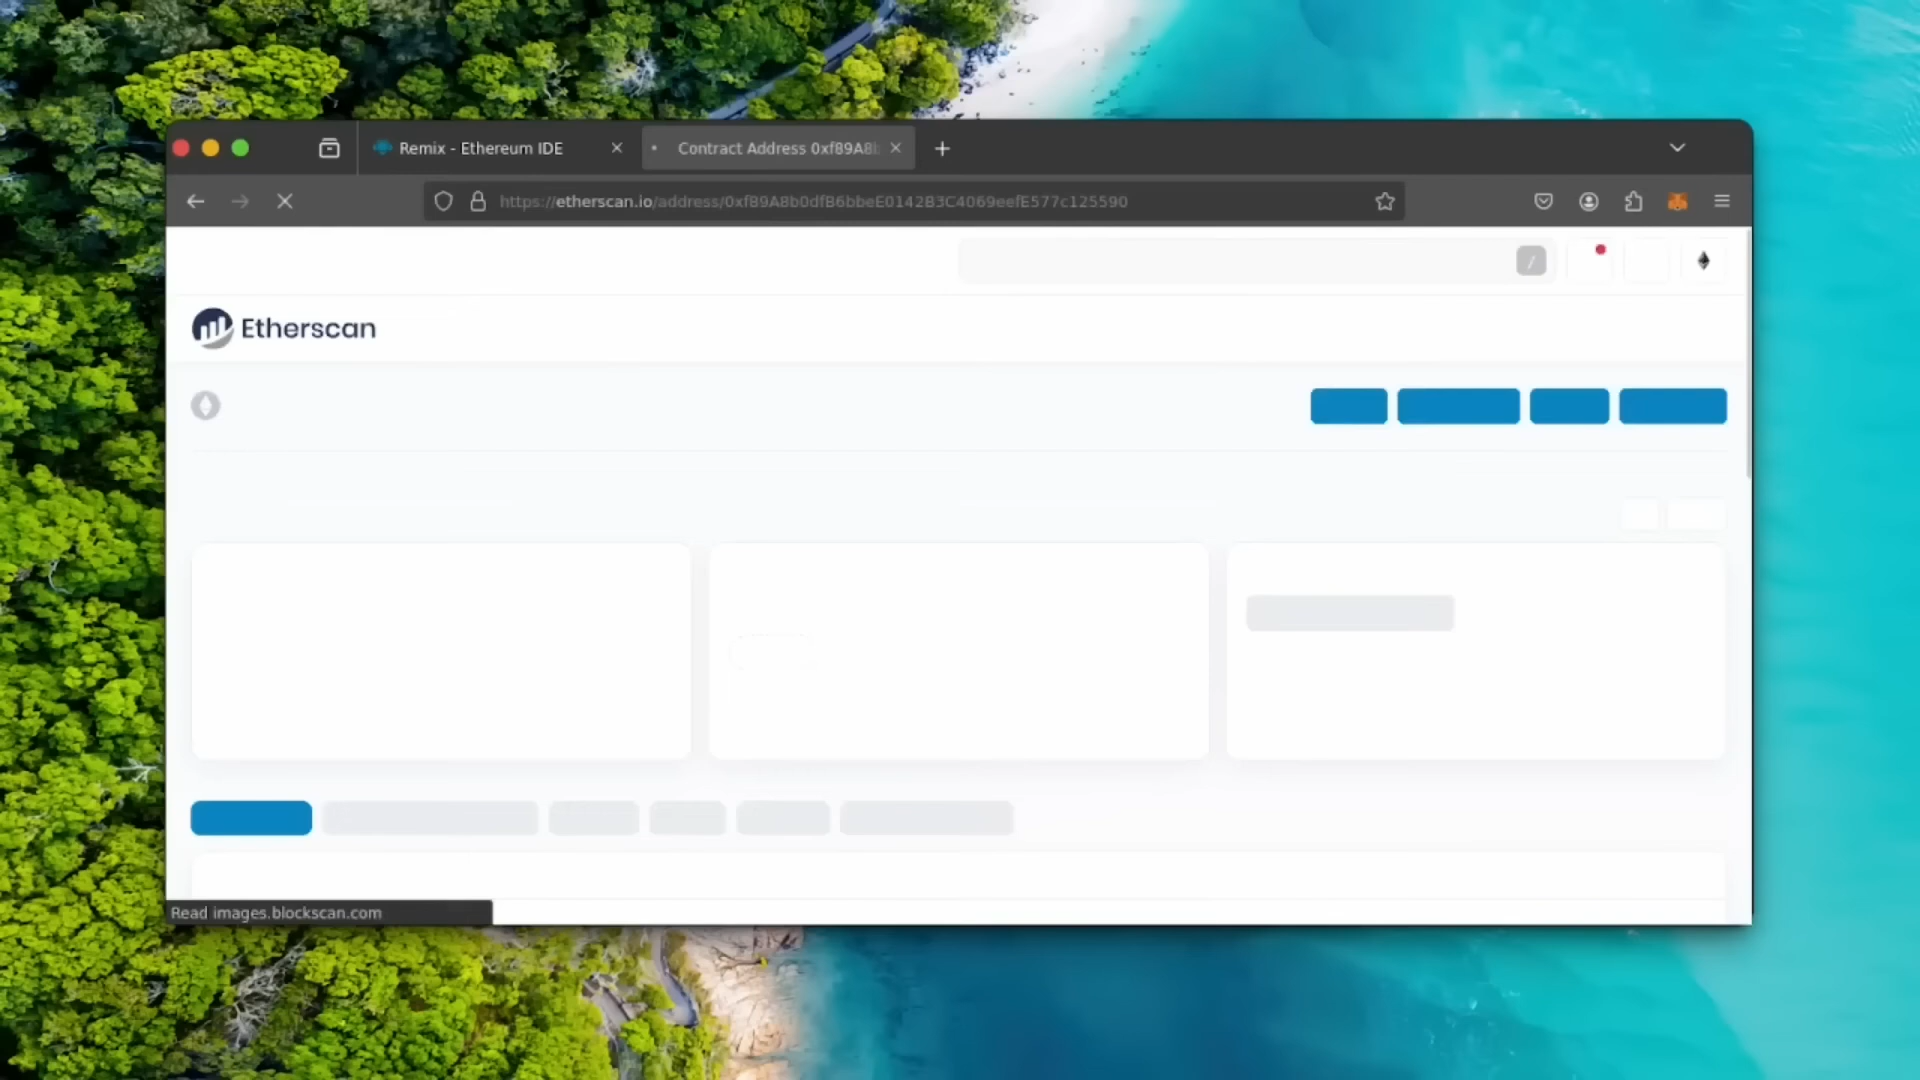 Remix - Ethereum IDE
Contract Address 0xf89A8
https://etherscan.io/address/0xf89A8b0dfB6bbeE0142B3C4069eefE577c125590
/
Etherscan
Read images.blockscan.com